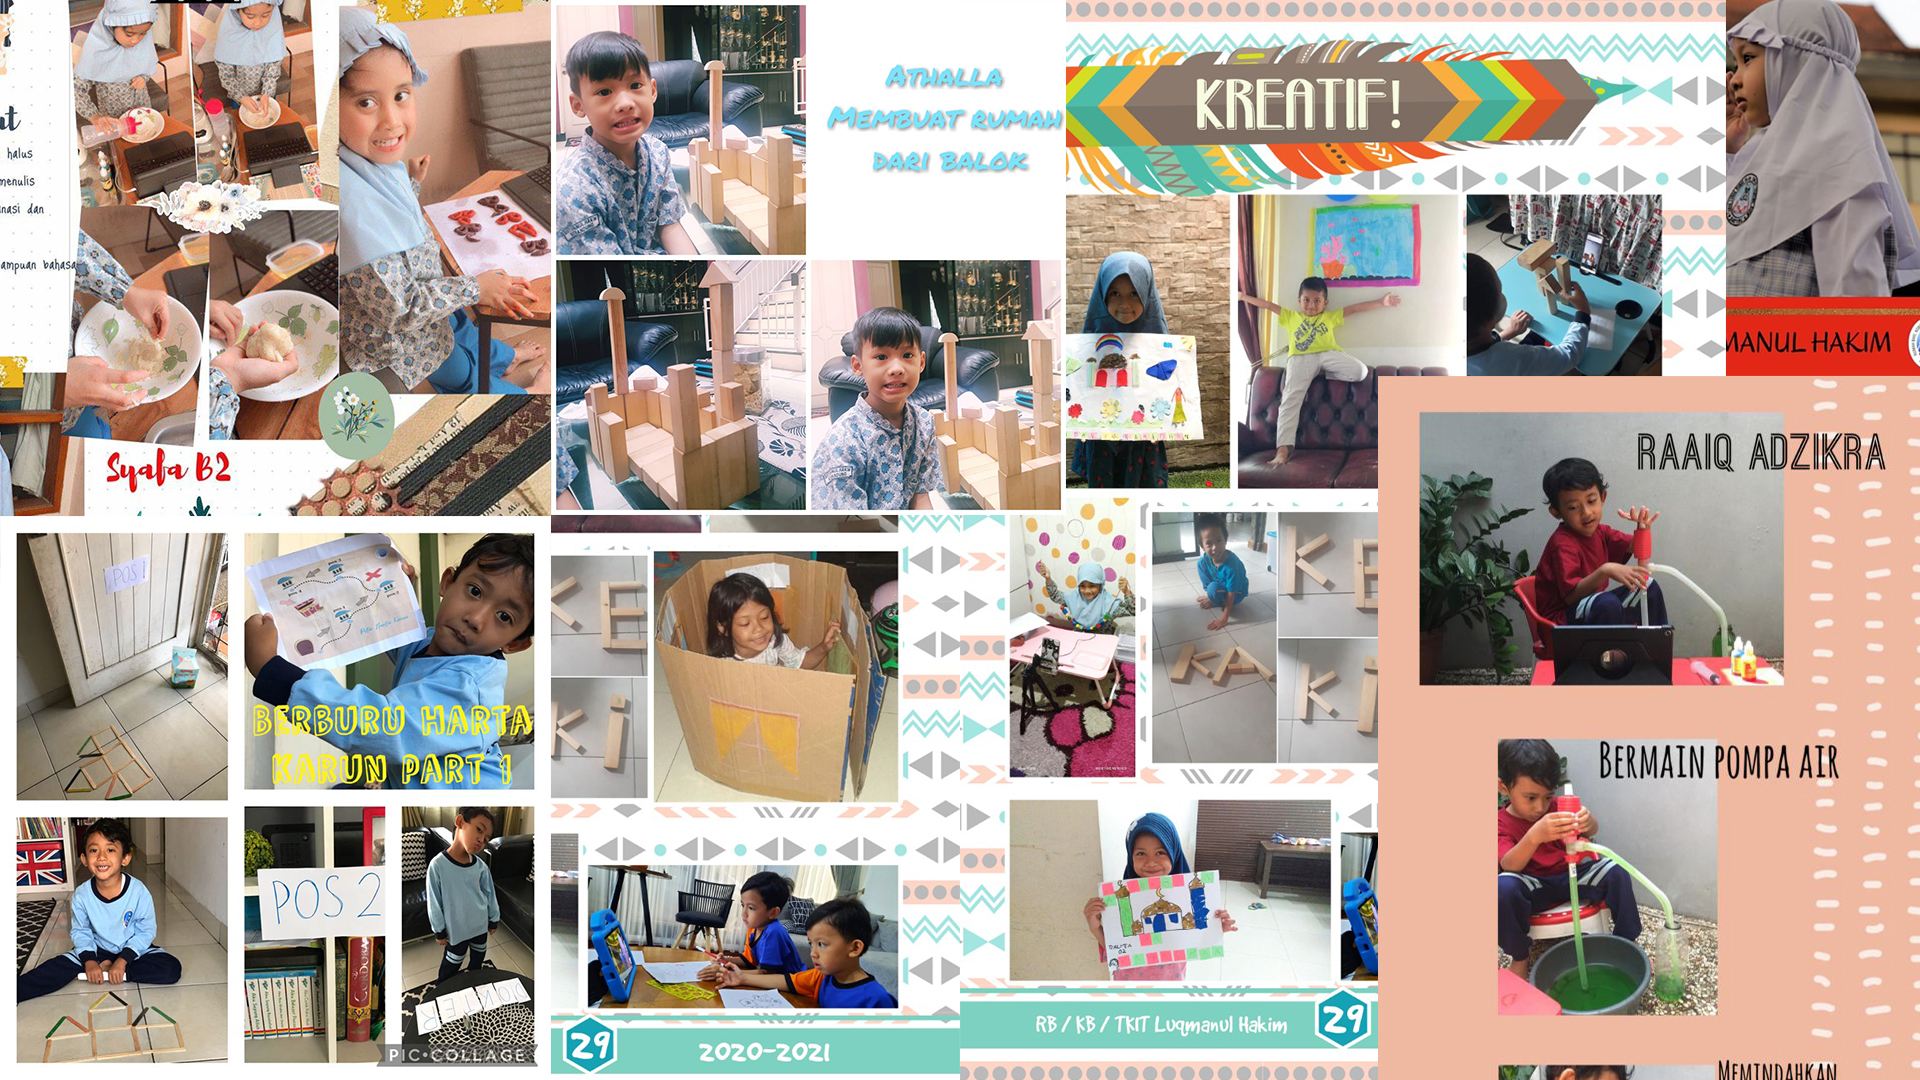 halus
menulis
nasi dan
ampuan bahasa
Syafa B2
ATHALLA
MEMBUAT RUMAH
DARI BALOK
KREATIF!
MANUL HAKIM
RAAIQ ADZIKRA
BERMAIN POMPA AIR
MEMINDAHKAN
POS 1
BERBURU HARTA
KARUN PART 1
POS 2
PIC•COLLAGE
KE
Ki
KE
KA
Ki
29
2020-2021
RB / KB / TKIT Luqmanul Hakim
29